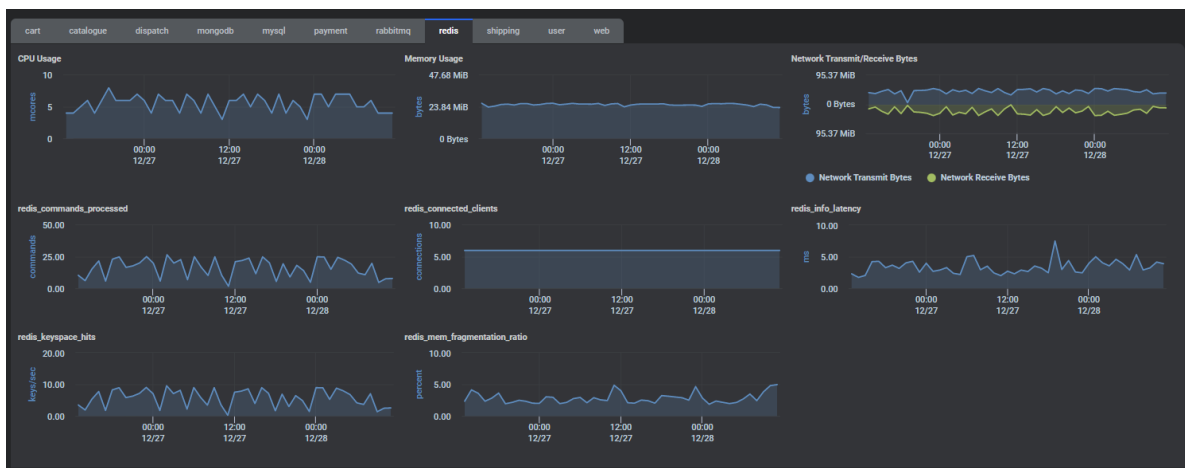 cart catalogue dispatch mongodb mysql payment rabbitmq redis shipping user web
CPU Usage
10
5
0
mcores
00:00 12:00 00:00
12/27 12/27 12/28
Memory Usage
47.68 MiB
23.84 MiB
0 Bytes
bytes
00:00 12:00 00:00
12/27 12/27 12/28
Network Transmit/Receive Bytes
95.37 MiB
0 Bytes
95.37 MiB
bytes
00:00 12:00 00:00
12/27 12/27 12/28
Network Transmit Bytes Network Receive Bytes
redis_commands_processed
50.00
25.00
0.00
commands
00:00 12:00 00:00
12/27 12/27 12/28
redis_connected_clients
10.00
5.00
0.00
connections
00:00 12:00 00:00
12/27 12/27 12/28
redis_info_latency
10.00
5.00
0.00
ms
00:00 12:00 00:00
12/27 12/27 12/28
redis_keyspace_hits
20.00
10.00
0.00
keys/sec
00:00 12:00 00:00
12/27 12/27 12/28
redis_mem_fragmentation_ratio
10.00
5.00
0.00
percent
00:00 12:00 00:00
12/27 12/27 12/28